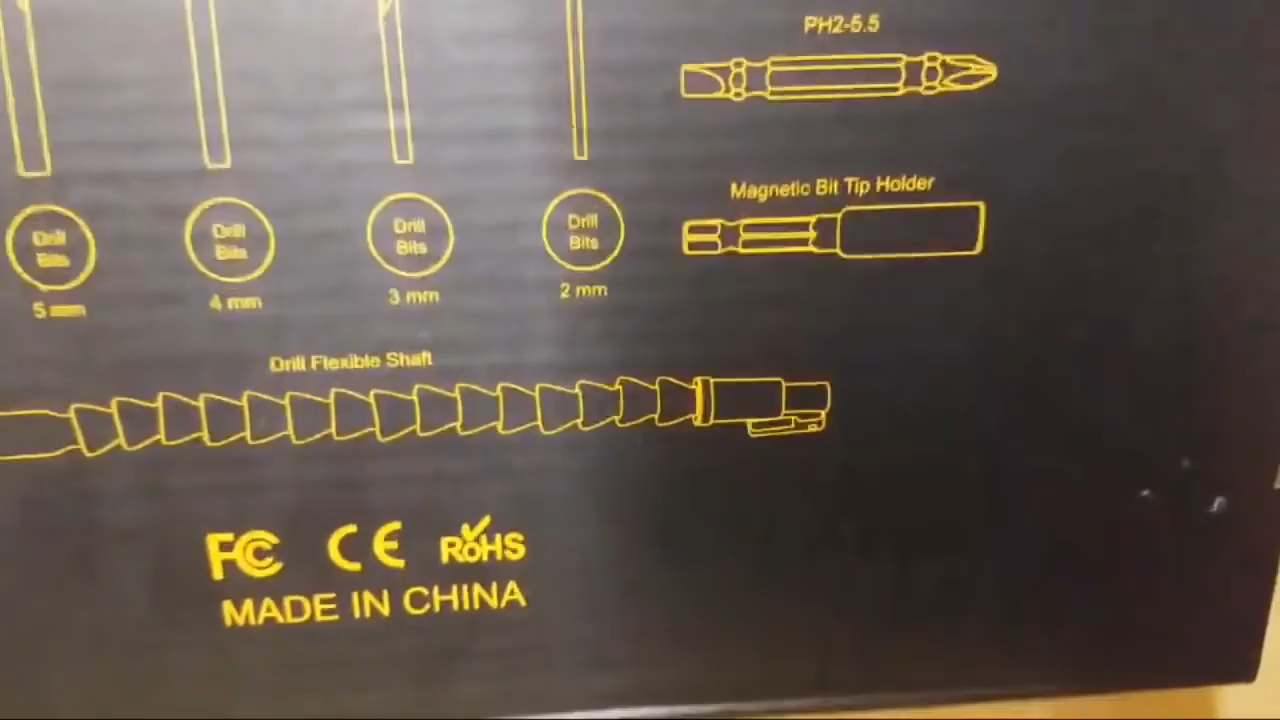 PH2-5.5
Magnetic Bit Tip Holder
Drill
Bits
5 mm
Drill
Bits
4 mm
Drill
Bits
3 mm
Drill
Bits
2 mm
Drill Flexible Shaft
FC CE RoHS
MADE IN CHINA